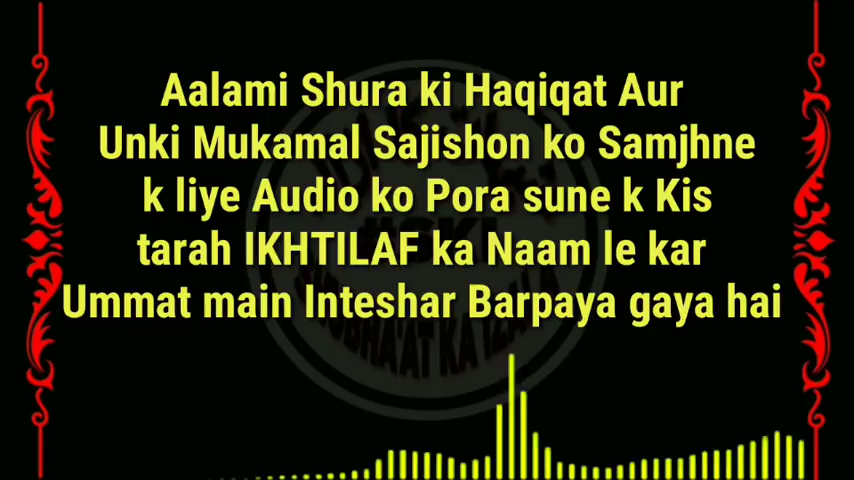 Aalami Shura ki Haqiqat Aur
Unki Mukamal Sajishon ko Samjhne
k liye Audio ko Pora sune k Kis
tarah IKHTILAF ka Naam le kar
Ummat main Inteshar Barpaya gaya hai